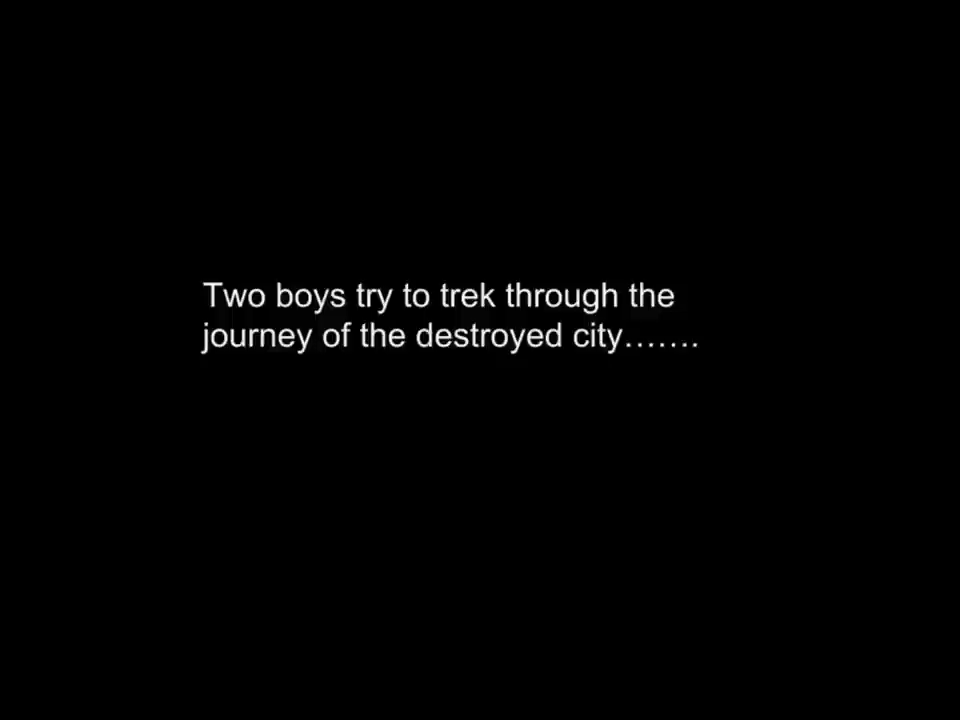 Two boys try to trek through the
journey of the destroyed city…….